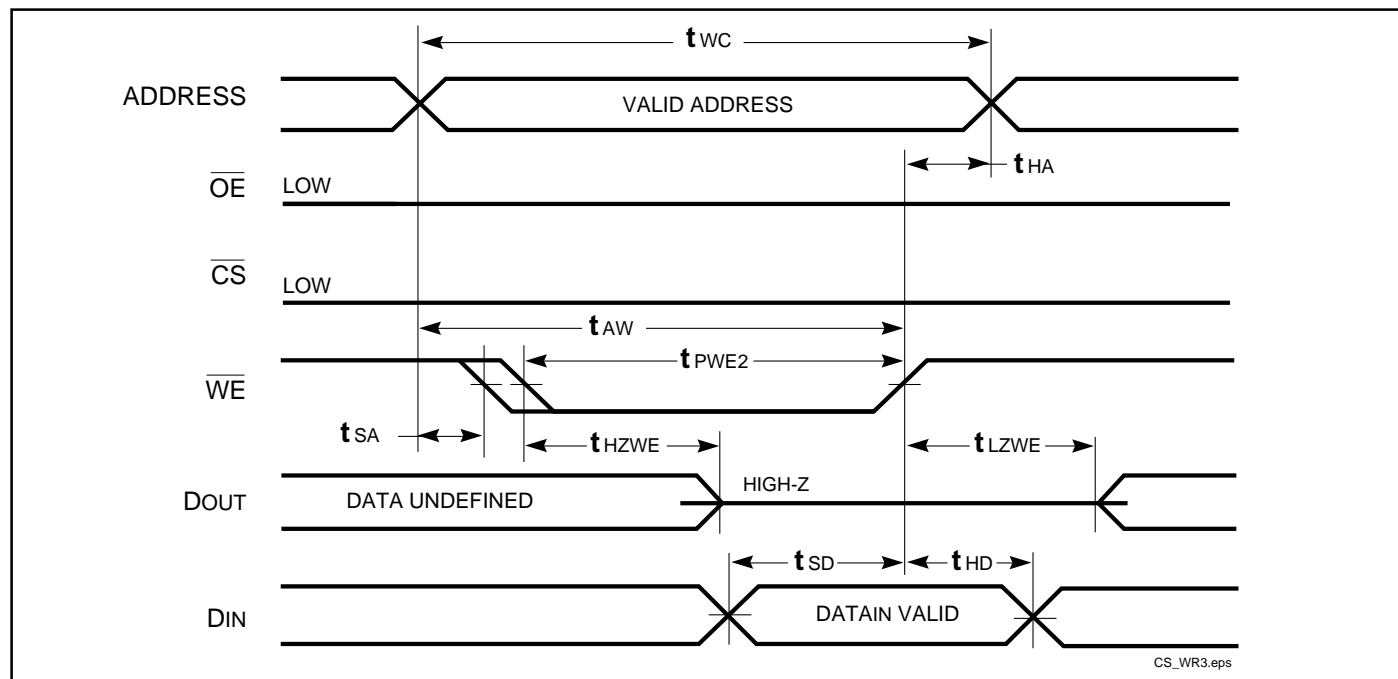 t WC
ADDRESS
VALID ADDRESS
t HA
OE
LOW
CS
LOW
t AW
t PWE2
WE
t SA
t HZWE
t LZWE
HIGH-Z
DOUT
DATA UNDEFINED
t SD
t HD
DIN
DATAIN VALID
CS_WR3.eps